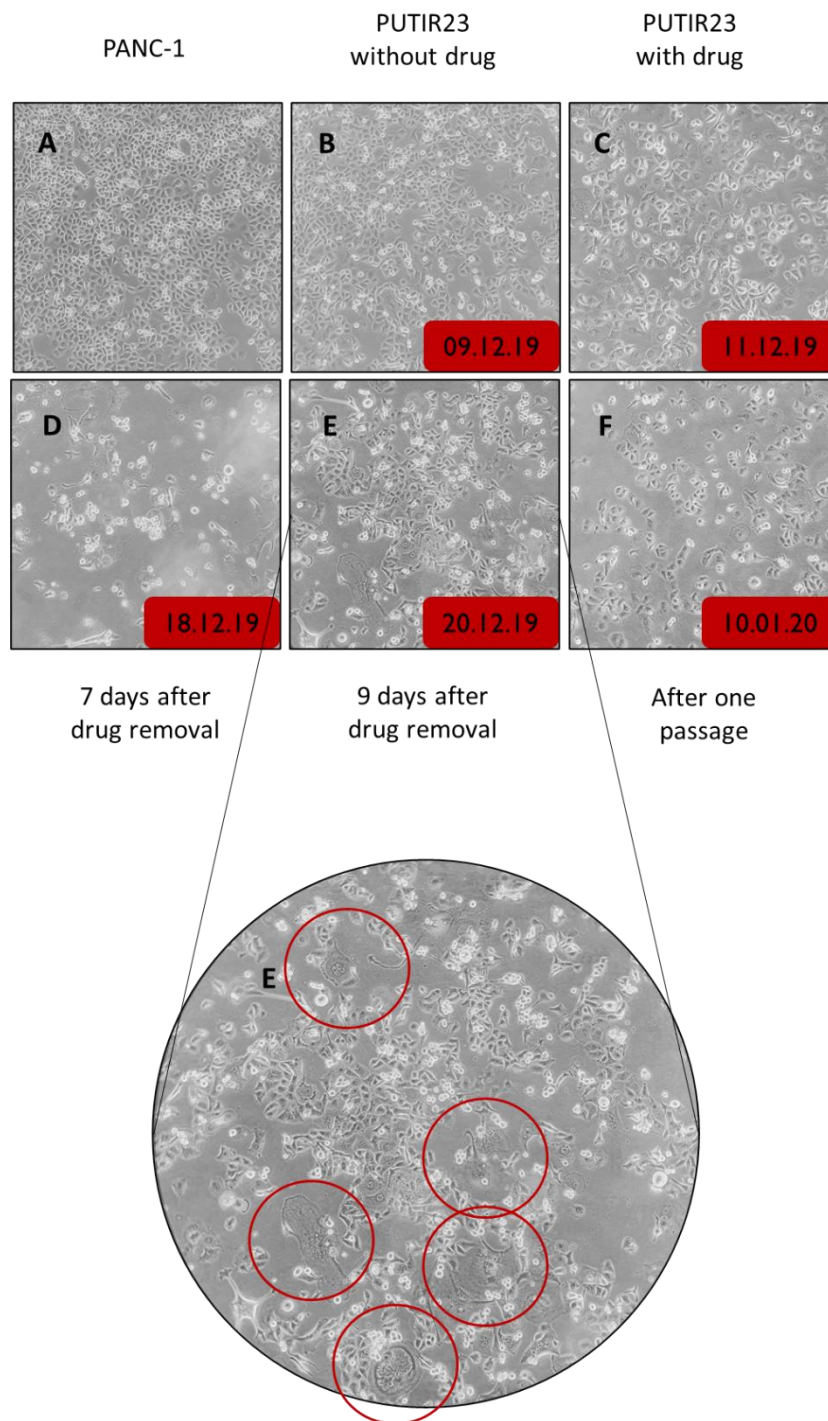 PANC-1
PUTIR23
without drug
PUTIR23
with drug
A
B
C
09.12.19
11.12.19
D
E
F
18.12.19
20.12.19
10.01.20
7 days after
drug removal
9 days after
drug removal
After one
passage
E